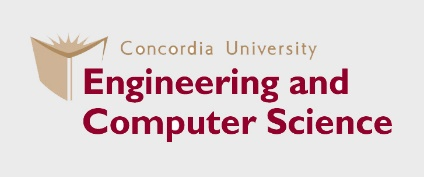 Concordia University
Engineering and
Computer Science